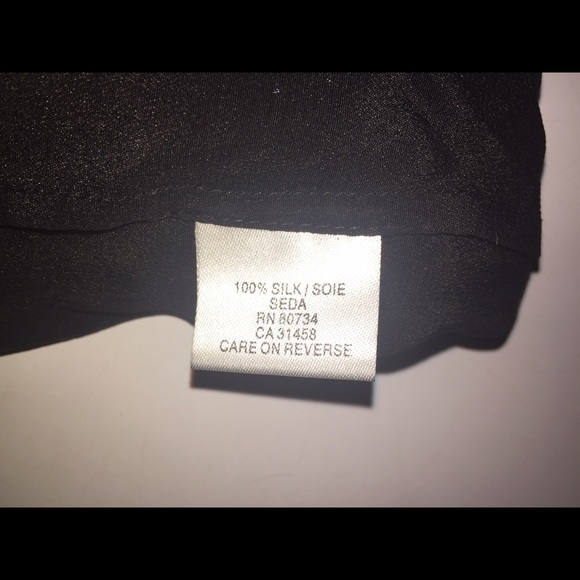 100% SILK / SOIE
SEDA
RN 80734
CA 31458
CARE ON REVERSE